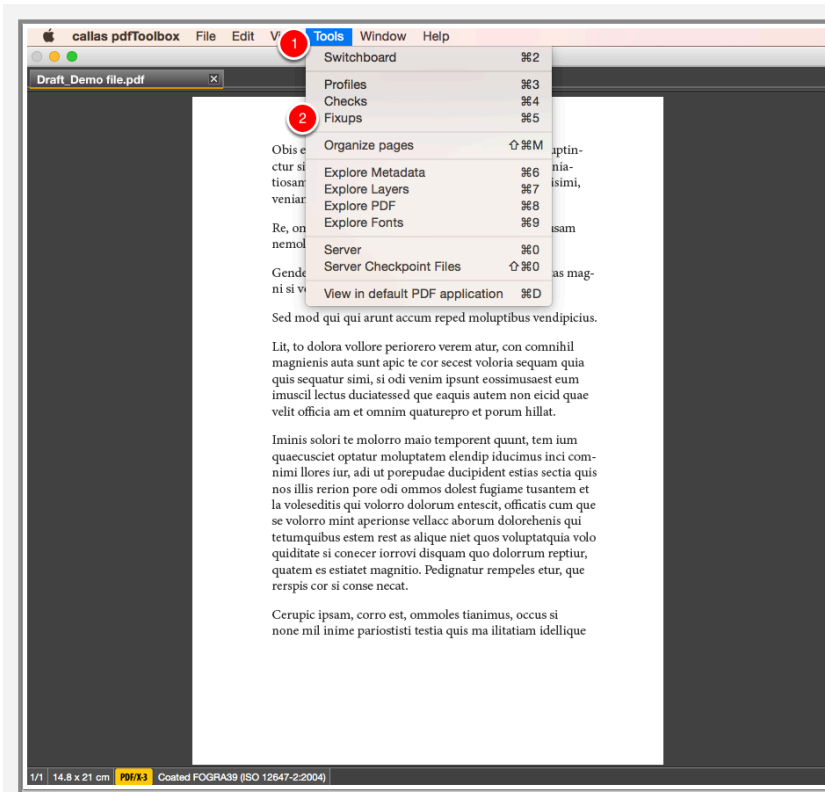 callas pdfToolbox File Edit Tools Window Help
1
Draft_Demo file.pdf
Switchboard ⌘2
Profiles ⌘3
Checks ⌘4
2
Fixups ⌘5
Organize pages ⇧⌘M
Explore Metadata ⌘6
Explore Layers ⌘7
Explore PDF ⌘8
Explore Fonts ⌘9
Server ⌘0
Server Checkpoint Files ⇧⌘0
View in default PDF application ⌘D
Obis
ctur
veniar
Re,
Sed mod qui qui arunt accum reped moluptibus vendipicius.
Lit, to dolora vollore periorero verem atur, con comnihil
magnienis auta sunt apic te cor secest voloria sequam quia
quis sequatur simi, si odi venim ipsunt eossimusaest eum
imuscil lectus duciatessed que eaquis autem non eicid quae
velit officia am et omnim quaturepro et porum hillat.
Iminis solori te molorro maio temporent quunt, tem ium
quaecusciet optatur moluptatem elendip iducimus inci com-
nimi llores iur, adi ut porepudae ducipident estias sectia quis
nos illis rerion pore odi ommos dolest fugiame tusantem et
la voleseditis qui volorro dolorum entescit, officatis cum que
se volorro mint aperionse vellacc aborum dolorehenis qui
tetumquibus estem rest as alique niet quos voluptatquia volo
quiditate si conecer iorrovi disquam quo dolorrum reptiur,
quatem es estiatet magnitio. Pedignatur rempeles etur, que
rerspis cor si conse necat.
Cerupic ipsam, corro est, ommoles tianimus, occus si
none mil inime pariostisti testia quis ma ilitatiam idellique
1/1 14.8 x 21 cm PDF/X-3 Coated FOGRA39 (ISO 12647-2:2004)